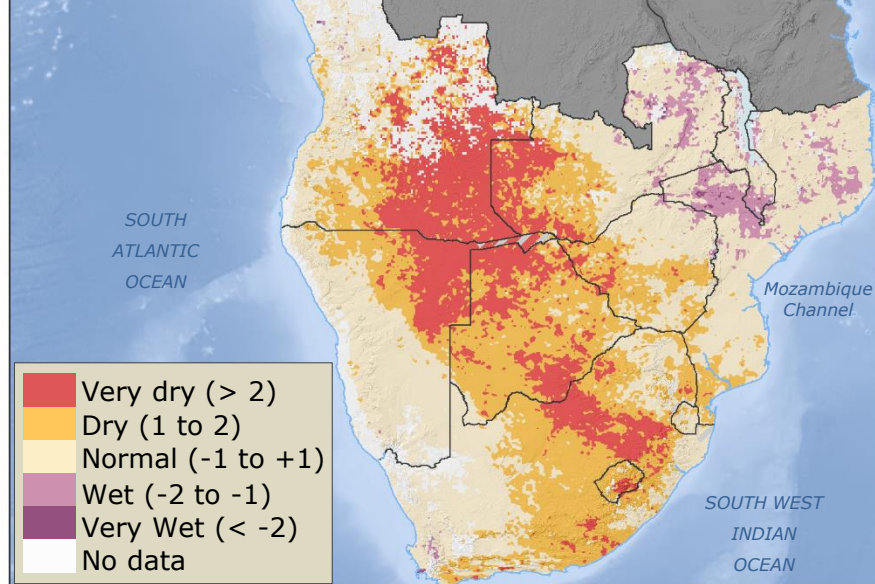 SOUTH
ATLANTIC
OCEAN
Mozambique
Channel
Very dry (> 2)
Dry (1 to 2)
Normal (-1 to +1)
Wet (-2 to -1)
Very Wet (< -2)
No data
SOUTH WEST
INDIAN
OCEAN